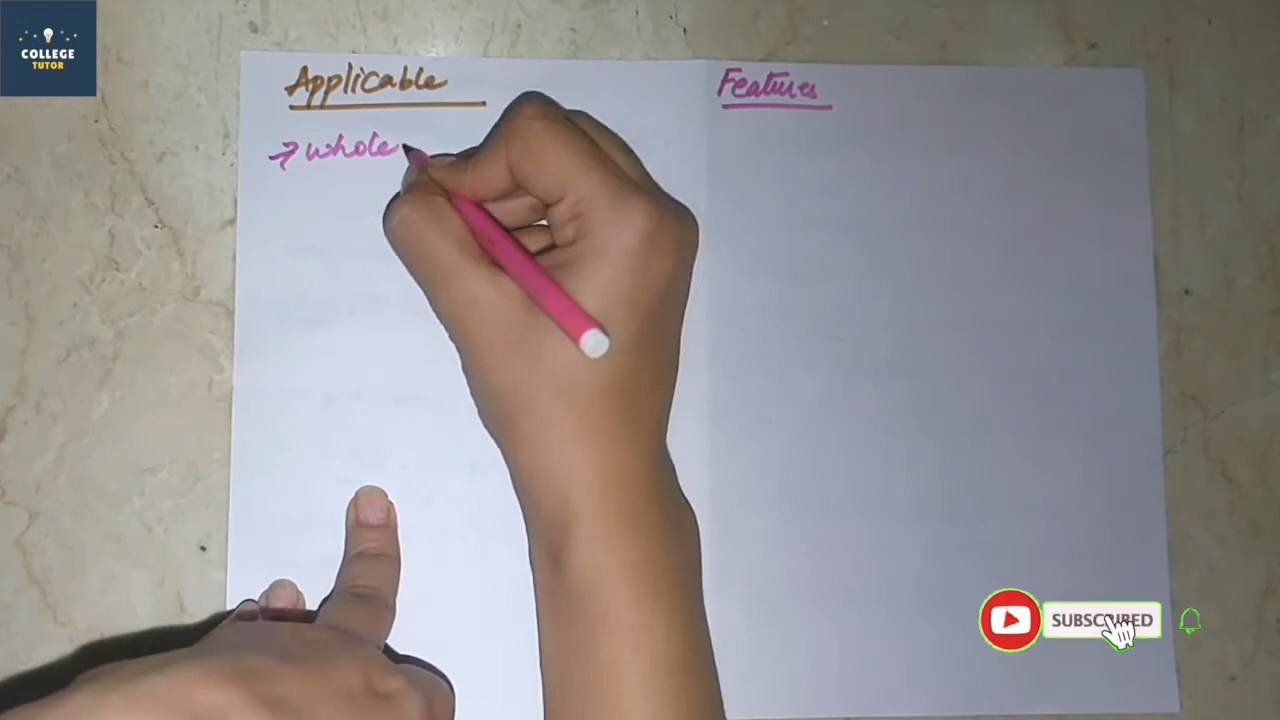 COLLEGE
TUTOR
Applicable
Features
→ whole
SUBSCRIBED